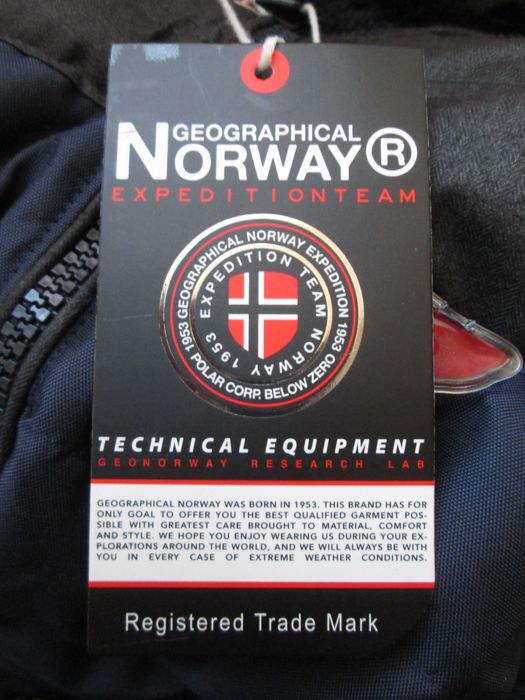 GEOGRAPHICAL
NORWAY®
EXPEDITIONTEAM
GEOGRAPHICAL NORWAY EXPEDITION 1953
1953 POLAR CORP. BELOW ZERO
EXPEDITION TEAM NORWAY 1953
TECHNICAL EQUIPMENT
GEONORWAY RESEARCH LAB
GEOGRAPHICAL NORWAY WAS BORN IN 1953. THIS BRAND HAS FOR
ONLY GOAL TO OFFER YOU THE BEST QUALIFIED GARMENT POS-
SIBLE WITH GREATEST CARE BROUGHT TO MATERIAL, COMFORT
AND STYLE. WE HOPE YOU ENJOY WEARING US DURING YOUR EX-
PLORATIONS AROUND THE WORLD, AND WE WILL ALWAYS BE WITH
YOU IN EVERY CASE OF EXTREME WEATHER CONDITIONS.
Registered Trade Mark